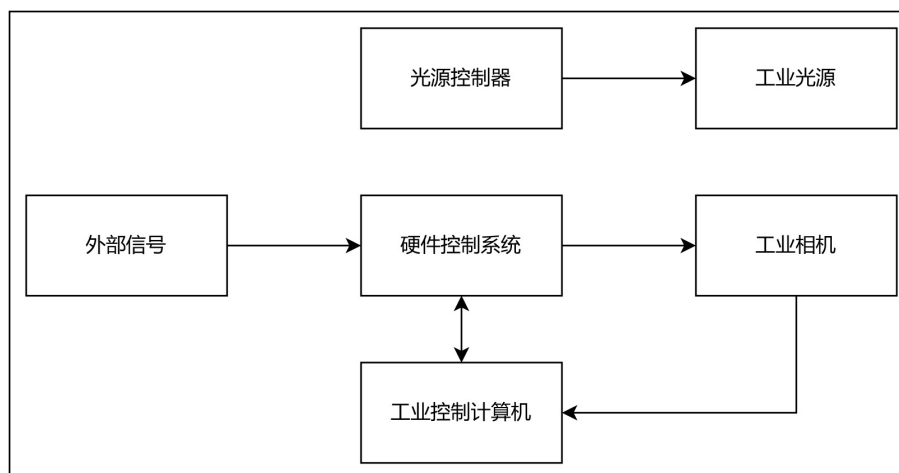 光源控制器
工业光源
外部信号
硬件控制系统
工业相机
工业控制计算机